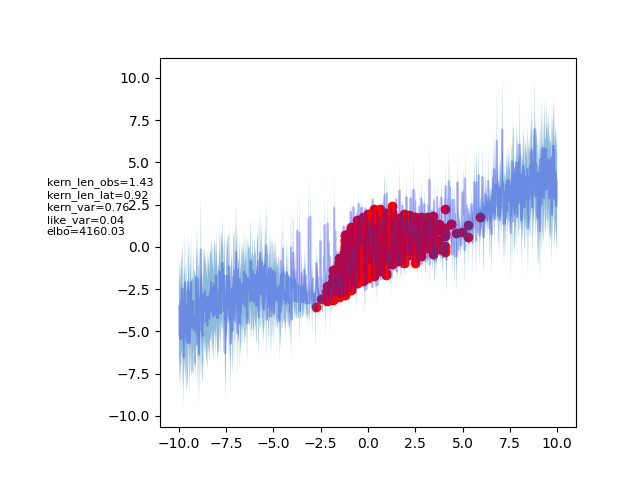 10.0
7.5
5.0
2.5
0.0
−2.5
−5.0
−7.5
−10.0
kern_len_obs=1.43
kern_len_lat=0.92
kern_var=0.76
like_var=0.04
elbo=4160.03
−10.0 −7.5 −5.0 −2.5 0.0 2.5 5.0 7.5 10.0